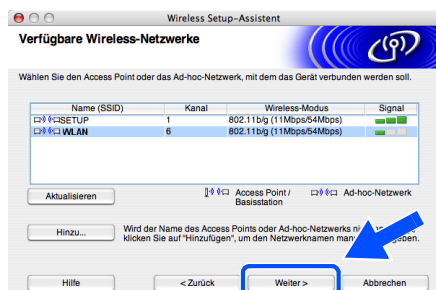 Wireless Setup-Assistent
Verfügbare Wireless-Netzwerke
Wählen Sie den Access Point oder das Ad-hoc-Netzwerk, mit dem das Gerät verbunden werden soll.
Name (SSID) Kanal Wireless-Modus Signal
SETUP 1 802.11b/g (11Mbps/54Mbps)
WLAN 6 802.11b/g (11Mbps/54Mbps)
Aktualisieren
Access Point /
Basisstation
Ad-hoc-Netzwerk
Hinzu...
Wird der Name des Access Points oder Ad-hoc-Netzwerks
klicken Sie auf "Hinzufügen", um den Netzwerknamen
Hilfe <Zurück Weiter> Abbrechen